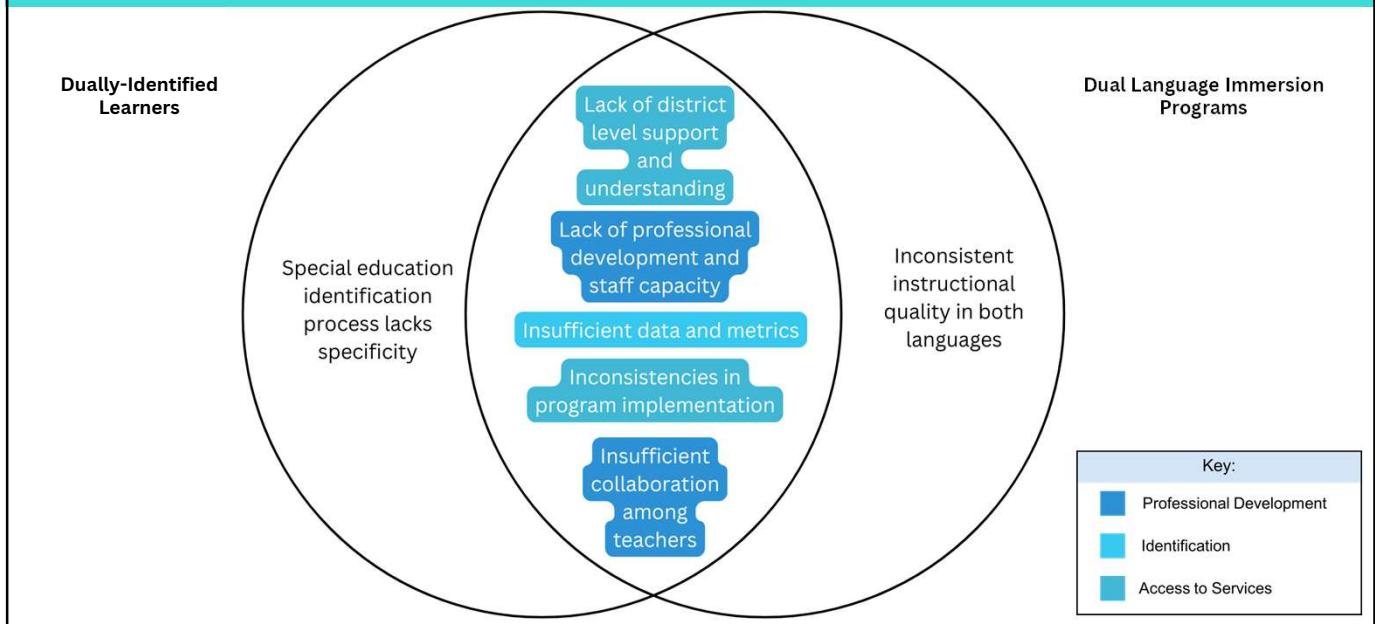 Dually-Identified
Learners
Dual Language Immersion
Programs
Lack of district
level support
and
understanding
Lack of professional
development and
staff capacity
Insufficient data and metrics
Inconsistencies in
program implementation
Insufficient
collaboration
among
teachers
Special education
identification
process lacks
specificity
Inconsistent
instructional
quality in both
languages
Key:
Professional Development
Identification
Access to Services